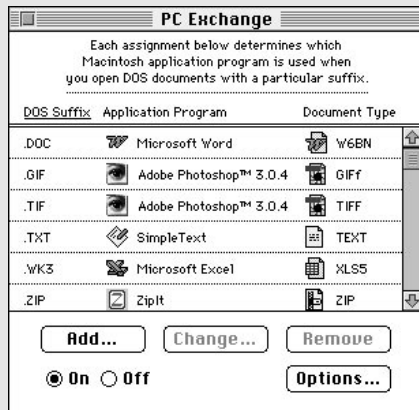 PC Exchange
Each assignment below determines which
Macintosh application program is used when
you open DOS documents with a particular suffix.
DOS Suffix Application Program Document Type
.DOC Microsoft Word W6BN
.GIF Adobe Photoshop™ 3.0.4 GIFf
.TIF Adobe Photoshop™ 3.0.4 TIFF
.TXT SimpleText TEXT
.WK3 Microsoft Excel XLS5
.ZIP ZipIt ZIP
Add... Change... Remove
On Off Options...